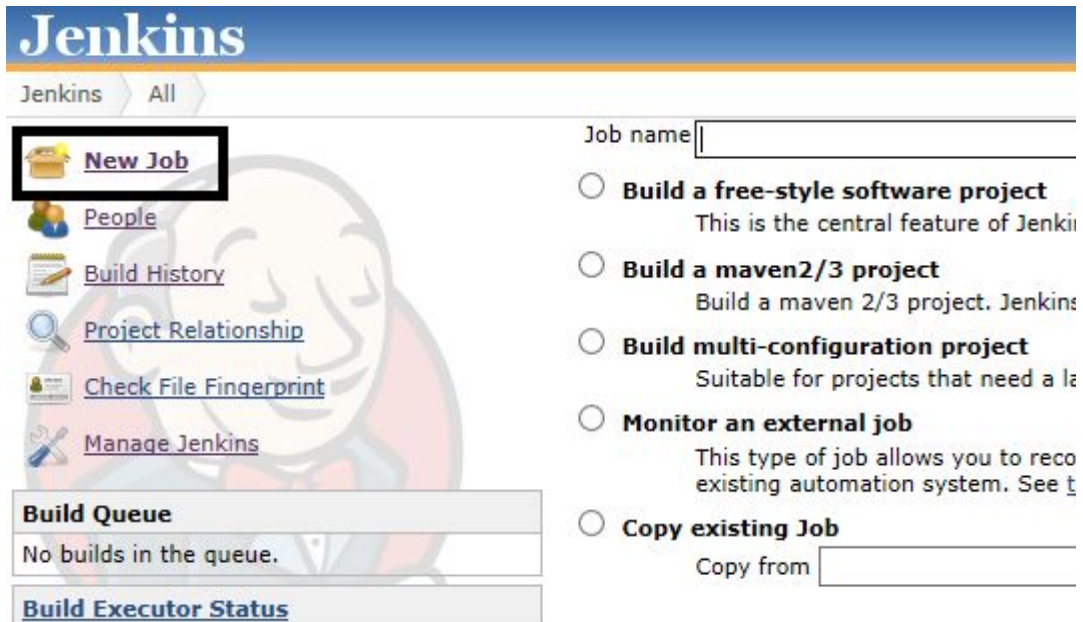 Jenkins
Jenkins All
New Job
People
Build History
Project Relationship
Check File Fingerprint
Manage Jenkins
Build Queue
No builds in the queue.
Build Executor Status
Job name
Build a free-style software project
This is the central feature of
Build a maven2/3 project
Build a maven 2/3 project. Jenkins
Build multi-configuration project
Suitable for projects that need a
Monitor an external job
This type of job allows you to
existing automation system. See
Copy existing Job
Copy from